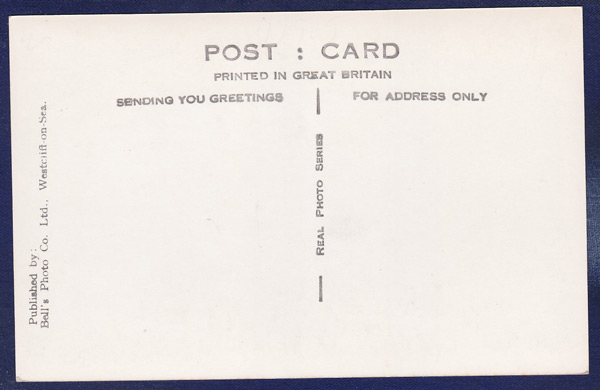 POST : CARD
PRINTED IN GREAT BRITAIN
SENDING YOU GREETINGS
FOR ADDRESS ONLY
REAL PHOTO SERIES
Published by:
Bell's Photo Co. Ltd., Westcliff-on-Sea.